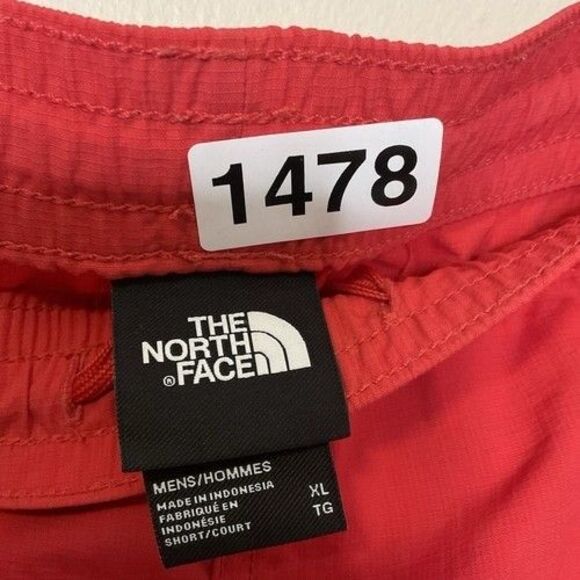 1478
THE
NORTH
® FACE
MENS/HOMMES
MADE IN INDONESIA
FABRIQUÉ EN
INDONÉSIE
SHORT/COURT
XL
TG